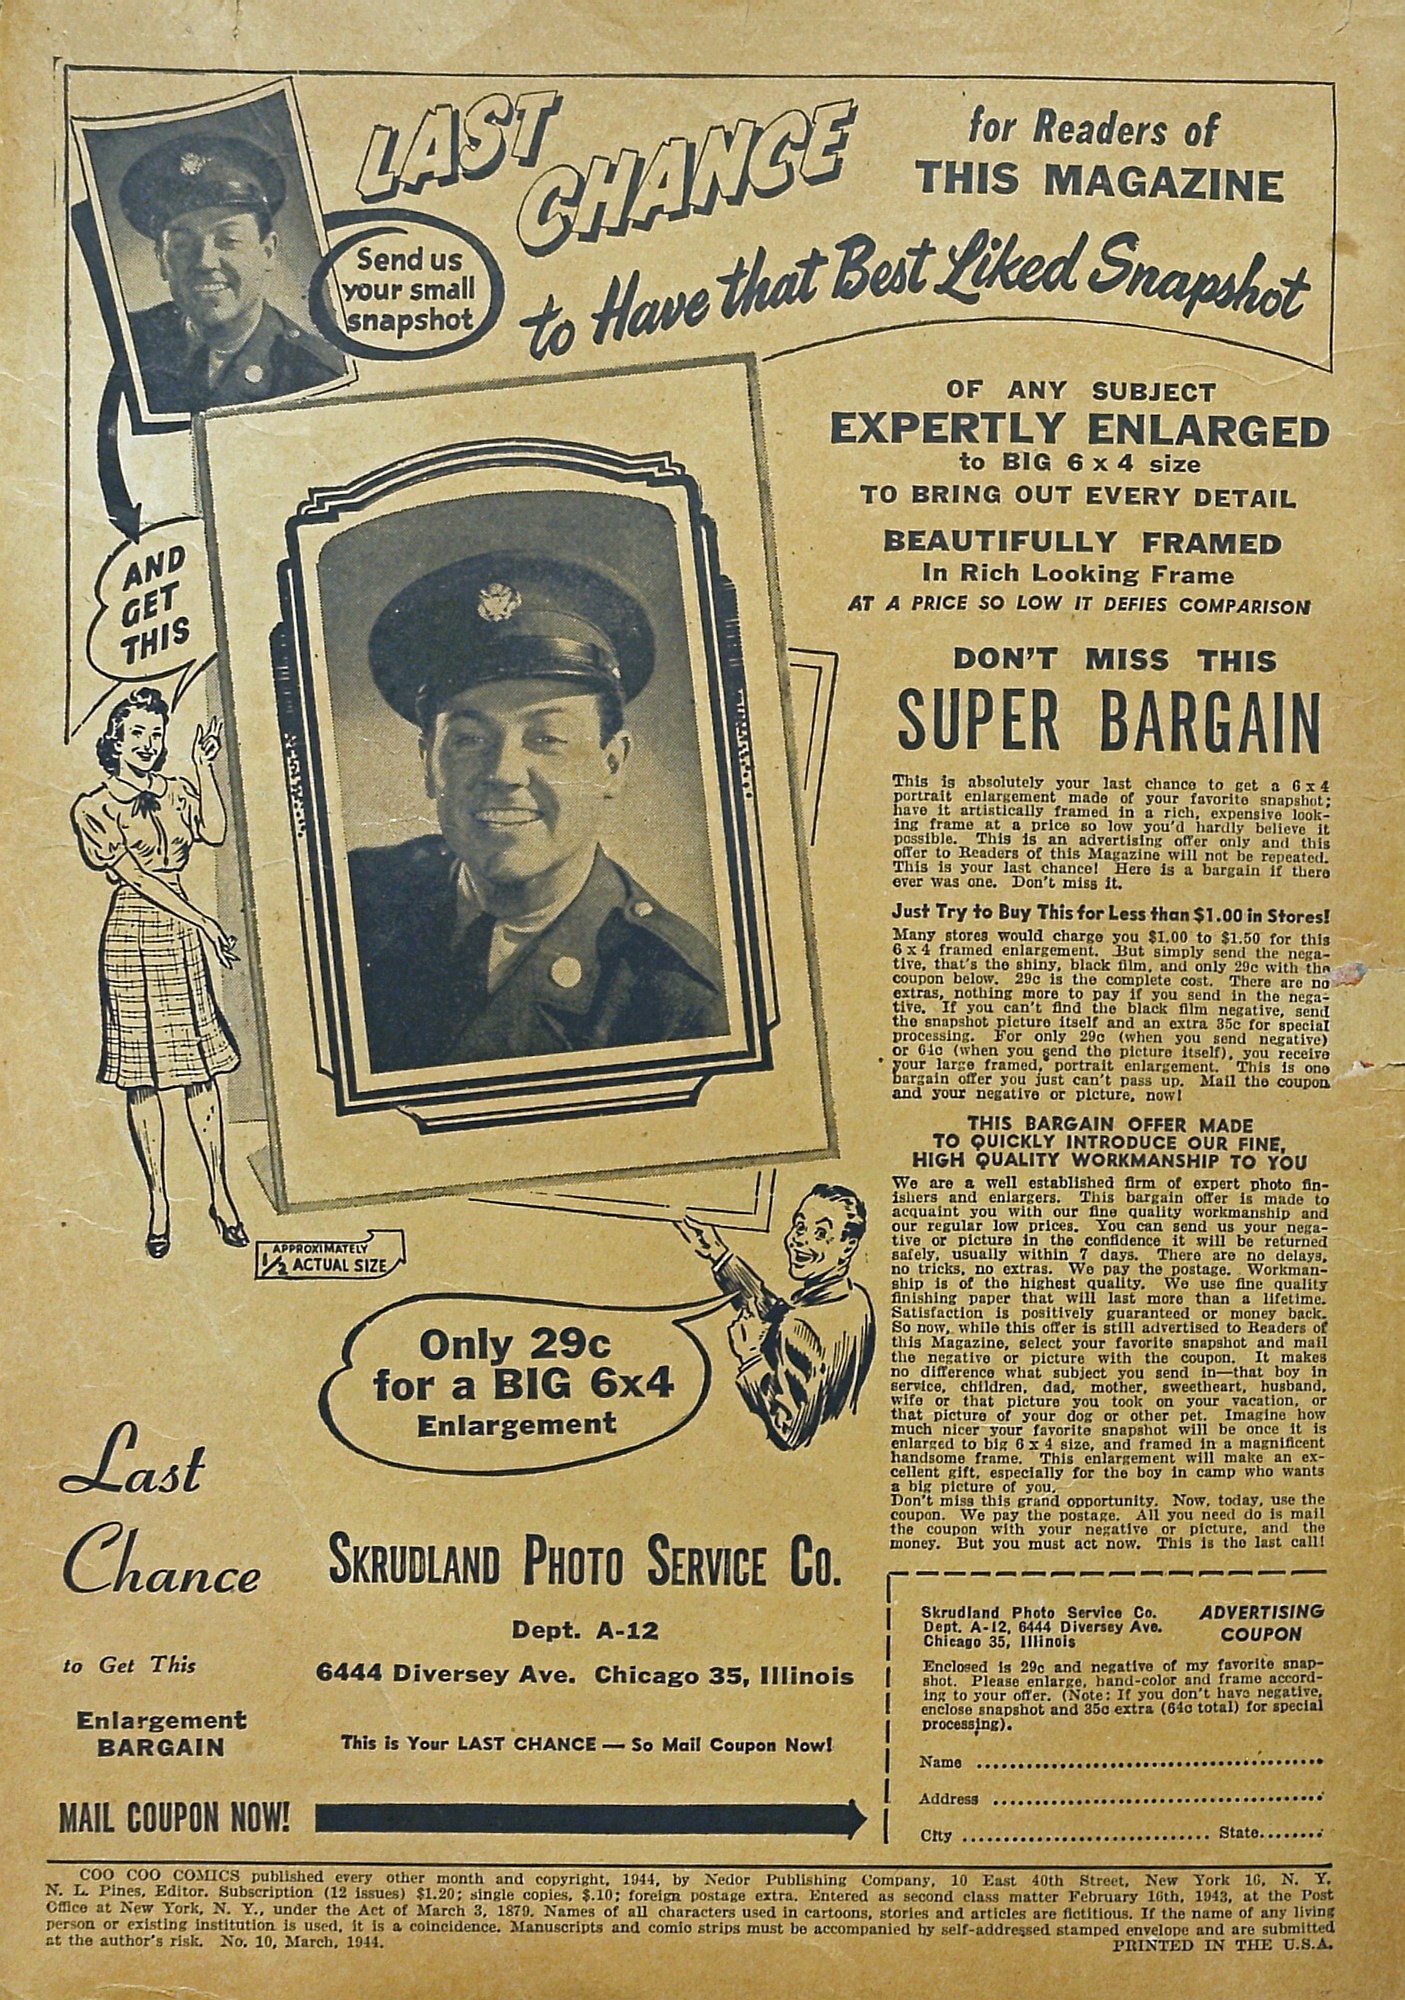 LAST
CHANCE
for Readers of
THIS MAGAZINE
to Have that Best Liked Snapshot
Send us
your small
snapshot
AND
GET
THIS
OF ANY SUBJECT
EXPERTLY ENLARGED
to BIG 6 x 4 size
TO BRING OUT EVERY DETAIL
BEAUTIFULLY FRAMED
In Rich Looking Frame
AT A PRICE SO LOW IT DEFIES COMPARISON
DON'T MISS THIS
SUPER BARGAIN
This is absolutely your last chance to get a 6 x 4
portrait enlargement made of your favorite snapshot;
have it artistically framed in a rich, expensive look-
ing frame at a price so low you'd hardly believe it
possible. This is an advertising offer only and this
offer to Readers of this Magazine will not be repeated.
This is your last chance! Here is a bargain if there
ever was one. Don't miss it.
Just Try to Buy This for Less than $1.00 in Stores!
Many stores would charge you $1.00 to $1.50 for this
6 x 4 framed enlargement. But simply send the nega-
tive, that's the shiny, black film, and only 29c with the
coupon below. 29c is the complete cost. There are no
extras, nothing more to pay if you send in the nega-
tive. If you can't find the black film negative, send
the snapshot picture itself and an extra 35c for special
processing. For only 29c (when you send negative)
or 64c (when you send the picture itself), you receive
your large framed, portrait enlargement. This is one
bargain offer you just can't pass up. Mail the coupon
and your negative or picture, now!
THIS BARGAIN OFFER MADE
TO QUICKLY INTRODUCE OUR FINE,
HIGH QUALITY WORKMANSHIP TO YOU
We are a well established firm of expert photo fin-
ishers and enlargers. This bargain offer is made to
acquaint you with our fine quality workmanship and
our regular low prices. You can send us your nega-
tive or picture in the confidence it will be returned
safely, usually within 7 days. There are no delays,
no tricks, no extras. We pay the postage. Workman-
ship is of the highest quality. We use fine quality
finishing paper that will last more than a lifetime.
Satisfaction is positively guaranteed or money back.
So now, while this offer is still advertised to Readers of
this Magazine, select your favorite snapshot and mail
the negative or picture with the coupon. It makes
no difference what subject you send in—that boy in
service, children, dad, mother, sweetheart, husband,
wife or that picture you took on your vacation, or
that picture of your dog or other pet. Imagine how
much nicer your favorite snapshot will be once it is
enlarged to big 6 x 4 size, and framed in a magnificent
handsome frame. This enlargement will make an ex-
cellent gift, especially for the boy in camp who wants
a big picture of you.
Don't miss this grand opportunity. Now, today, use the
coupon. We pay the postage. All you need do is mail
the coupon with your negative or picture, and the
money. But you must act now. This is the last call!
APPROXIMATELY
1/2 ACTUAL SIZE
Only 29c
for a BIG 6x4
Enlargement
Last
Chance
to Get This
Enlargement
BARGAIN
MAIL COUPON NOW!
SKRUDLAND PHOTO SERVICE CO.
Dept. A-12
6444 Diversey Ave. Chicago 35, Illinois
This is Your LAST CHANCE — So Mail Coupon Now!
Skrudland Photo Service Co.
Dept. A-12, 6444 Diversey Ave.
Chicago 35, Illinois
ADVERTISING
COUPON
Enclosed is 29c and negative of my favorite snap-
shot. Please enlarge, hand-color and frame accord-
ing to your offer. (Note: If you don't have negative,
enclose snapshot and 35c extra (64c total) for special
processing).
Name ........................................
Address ......................................
City .............................. State........
COO COO COMICS published every other month and copyright, 1944, by Nedor Publishing Company, 10 East 40th Street, New York 16, N. Y.
N. L. Pines, Editor. Subscription (12 issues) $1.20; single copies, $.10; foreign postage extra. Entered as second class matter February 16th, 1943, at the Post
Office at New York, N. Y., under the Act of March 3, 1879. Names of all characters used in cartoons, stories and articles are fictitious. If the name of any living
person or existing institution is used, it is a coincidence. Manuscripts and comic strips must be accompanied by self-addressed stamped envelope and are submitted
at the author's risk. No. 10, March, 1944.
PRINTED IN THE U.S.A.